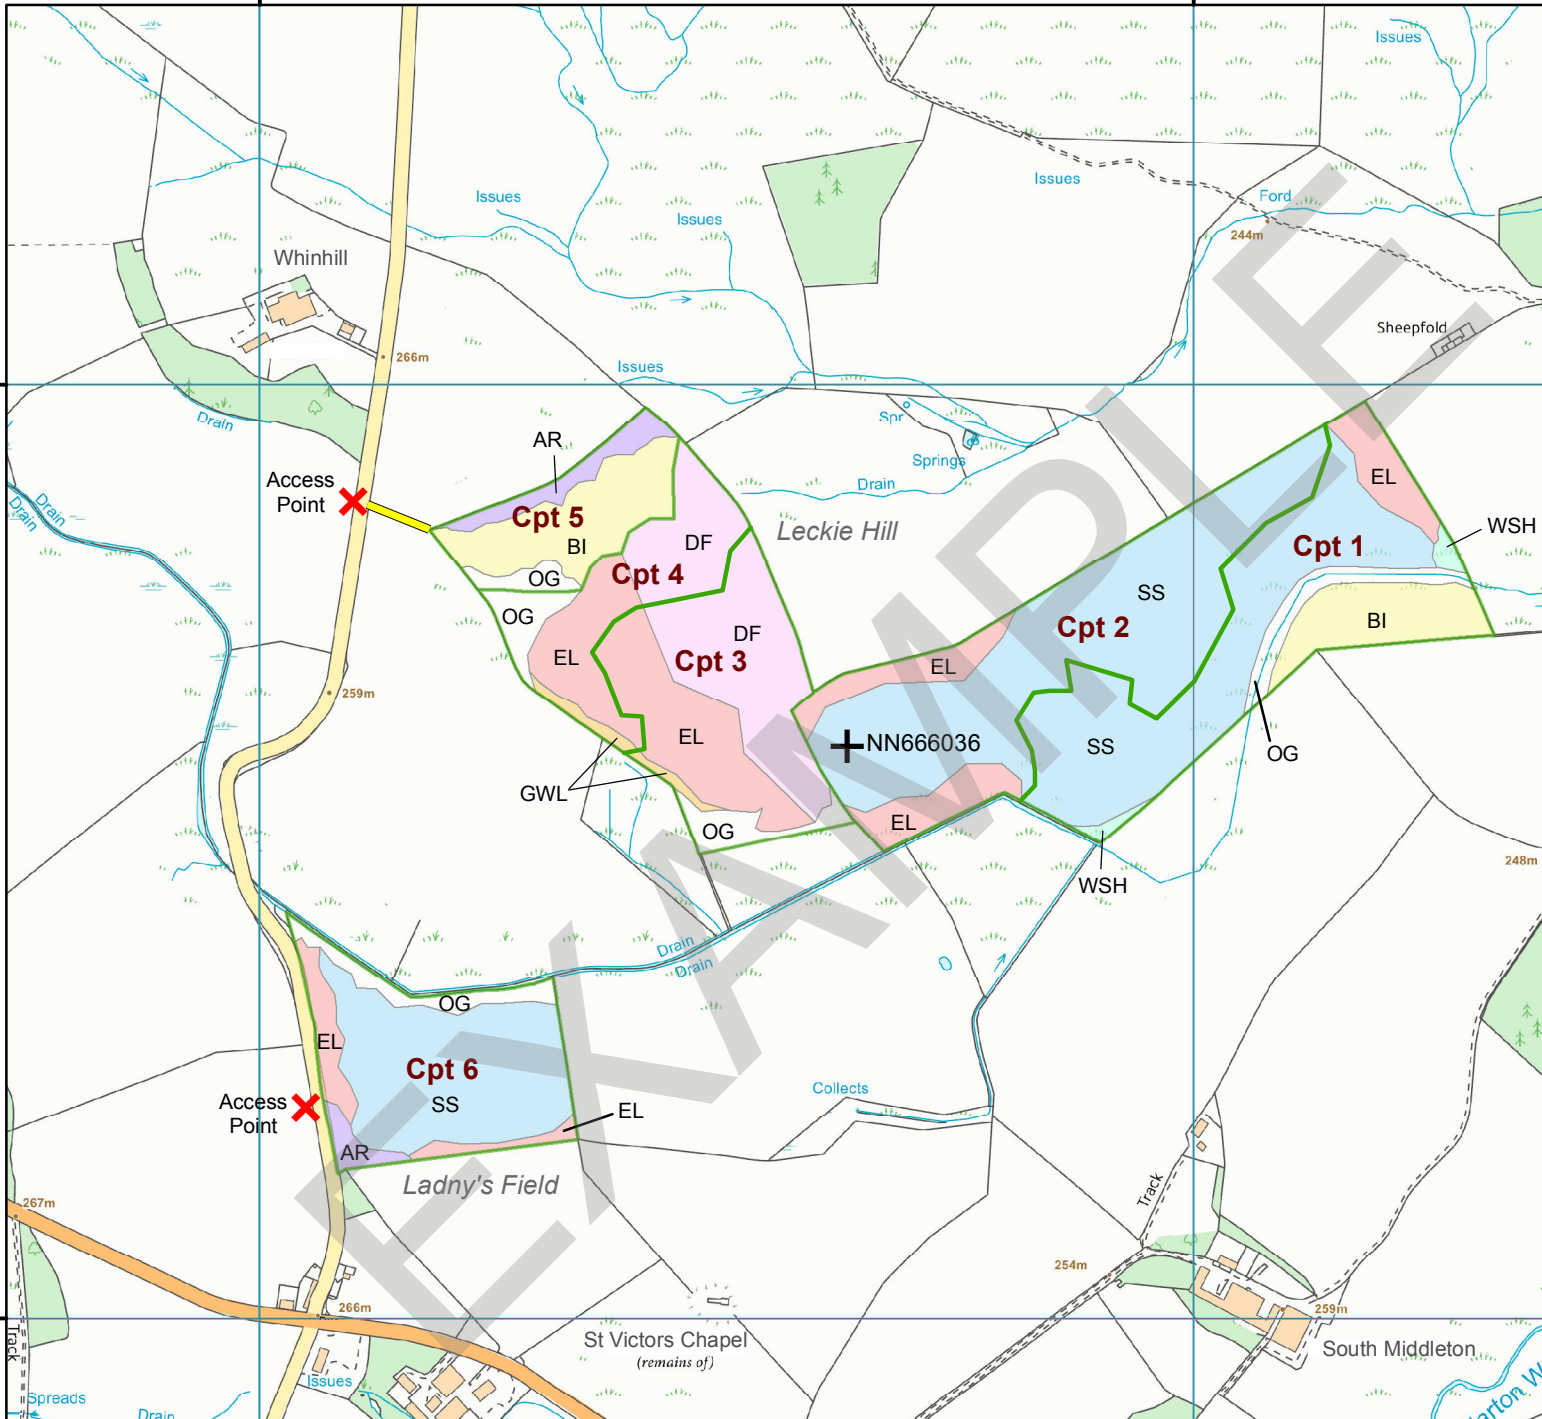 Issues
Issues
Issues
Ford
Issues
244m
Whinhill
Sheepfold
266m
Issues
Drain
Spr
AR
Springs
EL
Access
Point
Drain
Drain
Drain
Cpt 5
Leckie Hill
WSH
BI
DF
Cpt 1
OG
Cpt 4
SS
OG
BI
Cpt 2
DF
EL
Cpt 3
EL
259m
EL
NN666036
SS
OG
GWL
EL
OG
248m
WSH
Drain
Drain
OG
EL
Cpt 6
SS
Collects
EL
Access
Point
AR
Ladny's Field
Track
267m
254m
266m
259m
St Victors Chapel
(remains of)
South Middleton
Track
Issues
Spreads
Drain
arton W
EXAMPLE